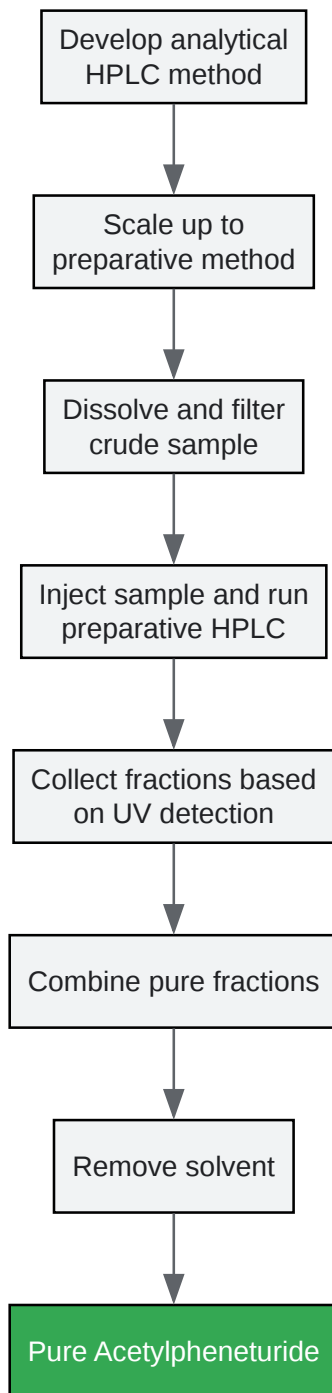 Develop analytical
HPLC method
Scale up to
preparative method
Dissolve and filter
crude sample
Inject sample and run
preparative HPLC
Collect fractions based
on UV detection
Combine pure fractions
Remove solvent
Pure Acetylpheneturide